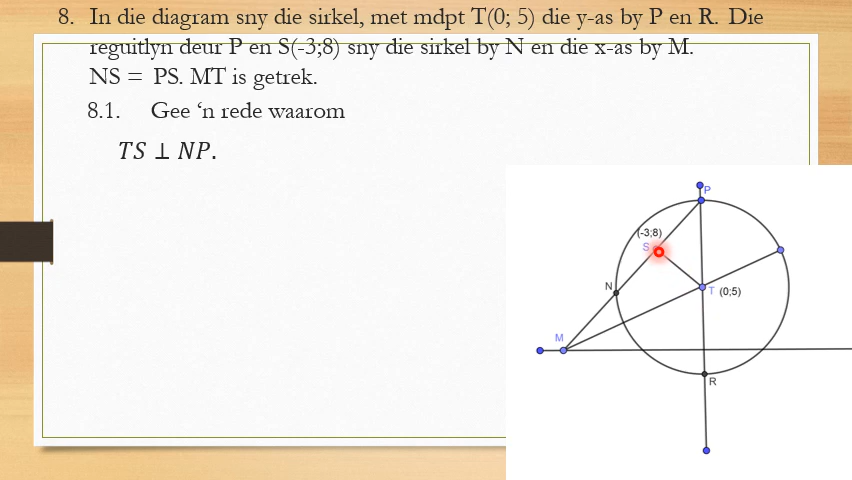 8. In die diagram sny die sirkel, met mdpt T(0; 5) die y-as by P en R. Die
reguitlyn deur P en S(-3;8) sny die sirkel by N en die x-as by M.
NS = PS. MT is getrek.
8.1. Gee ‘n rede waarom
TS ⊥ NP.
P
(-3;8)
S
N
T (0;5)
M
R